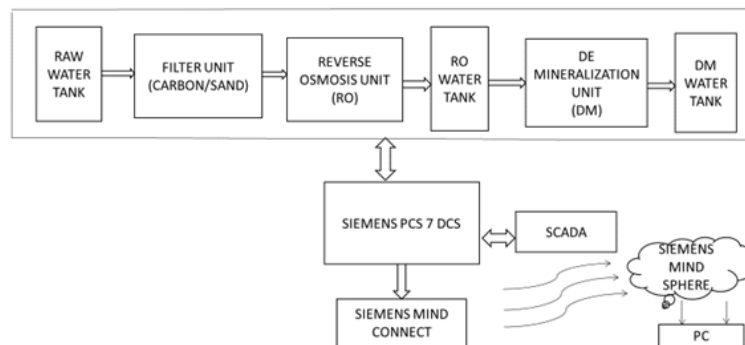 RAW
WATER
TANK
FILTER UNIT
(CARBON/SAND)
REVERSE
OSMOSIS UNIT
(RO)
RO
WATER
TANK
DE
MINERALIZATION
UNIT
(DM)
DM
WATER
TANK
SIEMENS PCS 7 DCS
SCADA
SIEMENS
MIND
SPHERE
SIEMENS MIND
CONNECT
PC